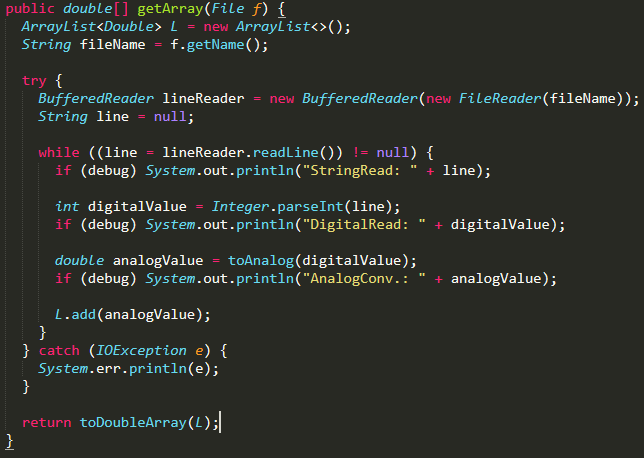 public double[] getArray(File f) {
ArrayList<Double> L = new ArrayList<>();
String fileName = f.getName();
try {
BufferedReader lineReader = new BufferedReader(new FileReader(fileName));
String line = null;
while ((line = lineReader.readLine()) != null) {
if (debug) System.out.println("StringRead: " + line);
int digitalValue = Integer.parseInt(line);
if (debug) System.out.println("DigitalRead: " + digitalValue);
double analogValue = toAnalog(digitalValue);
if (debug) System.out.println("AnalogConv.: " + analogValue);
L.add(analogValue);
}
} catch (IOException e) {
System.err.println(e);
}
return toDoubleArray(L);
}